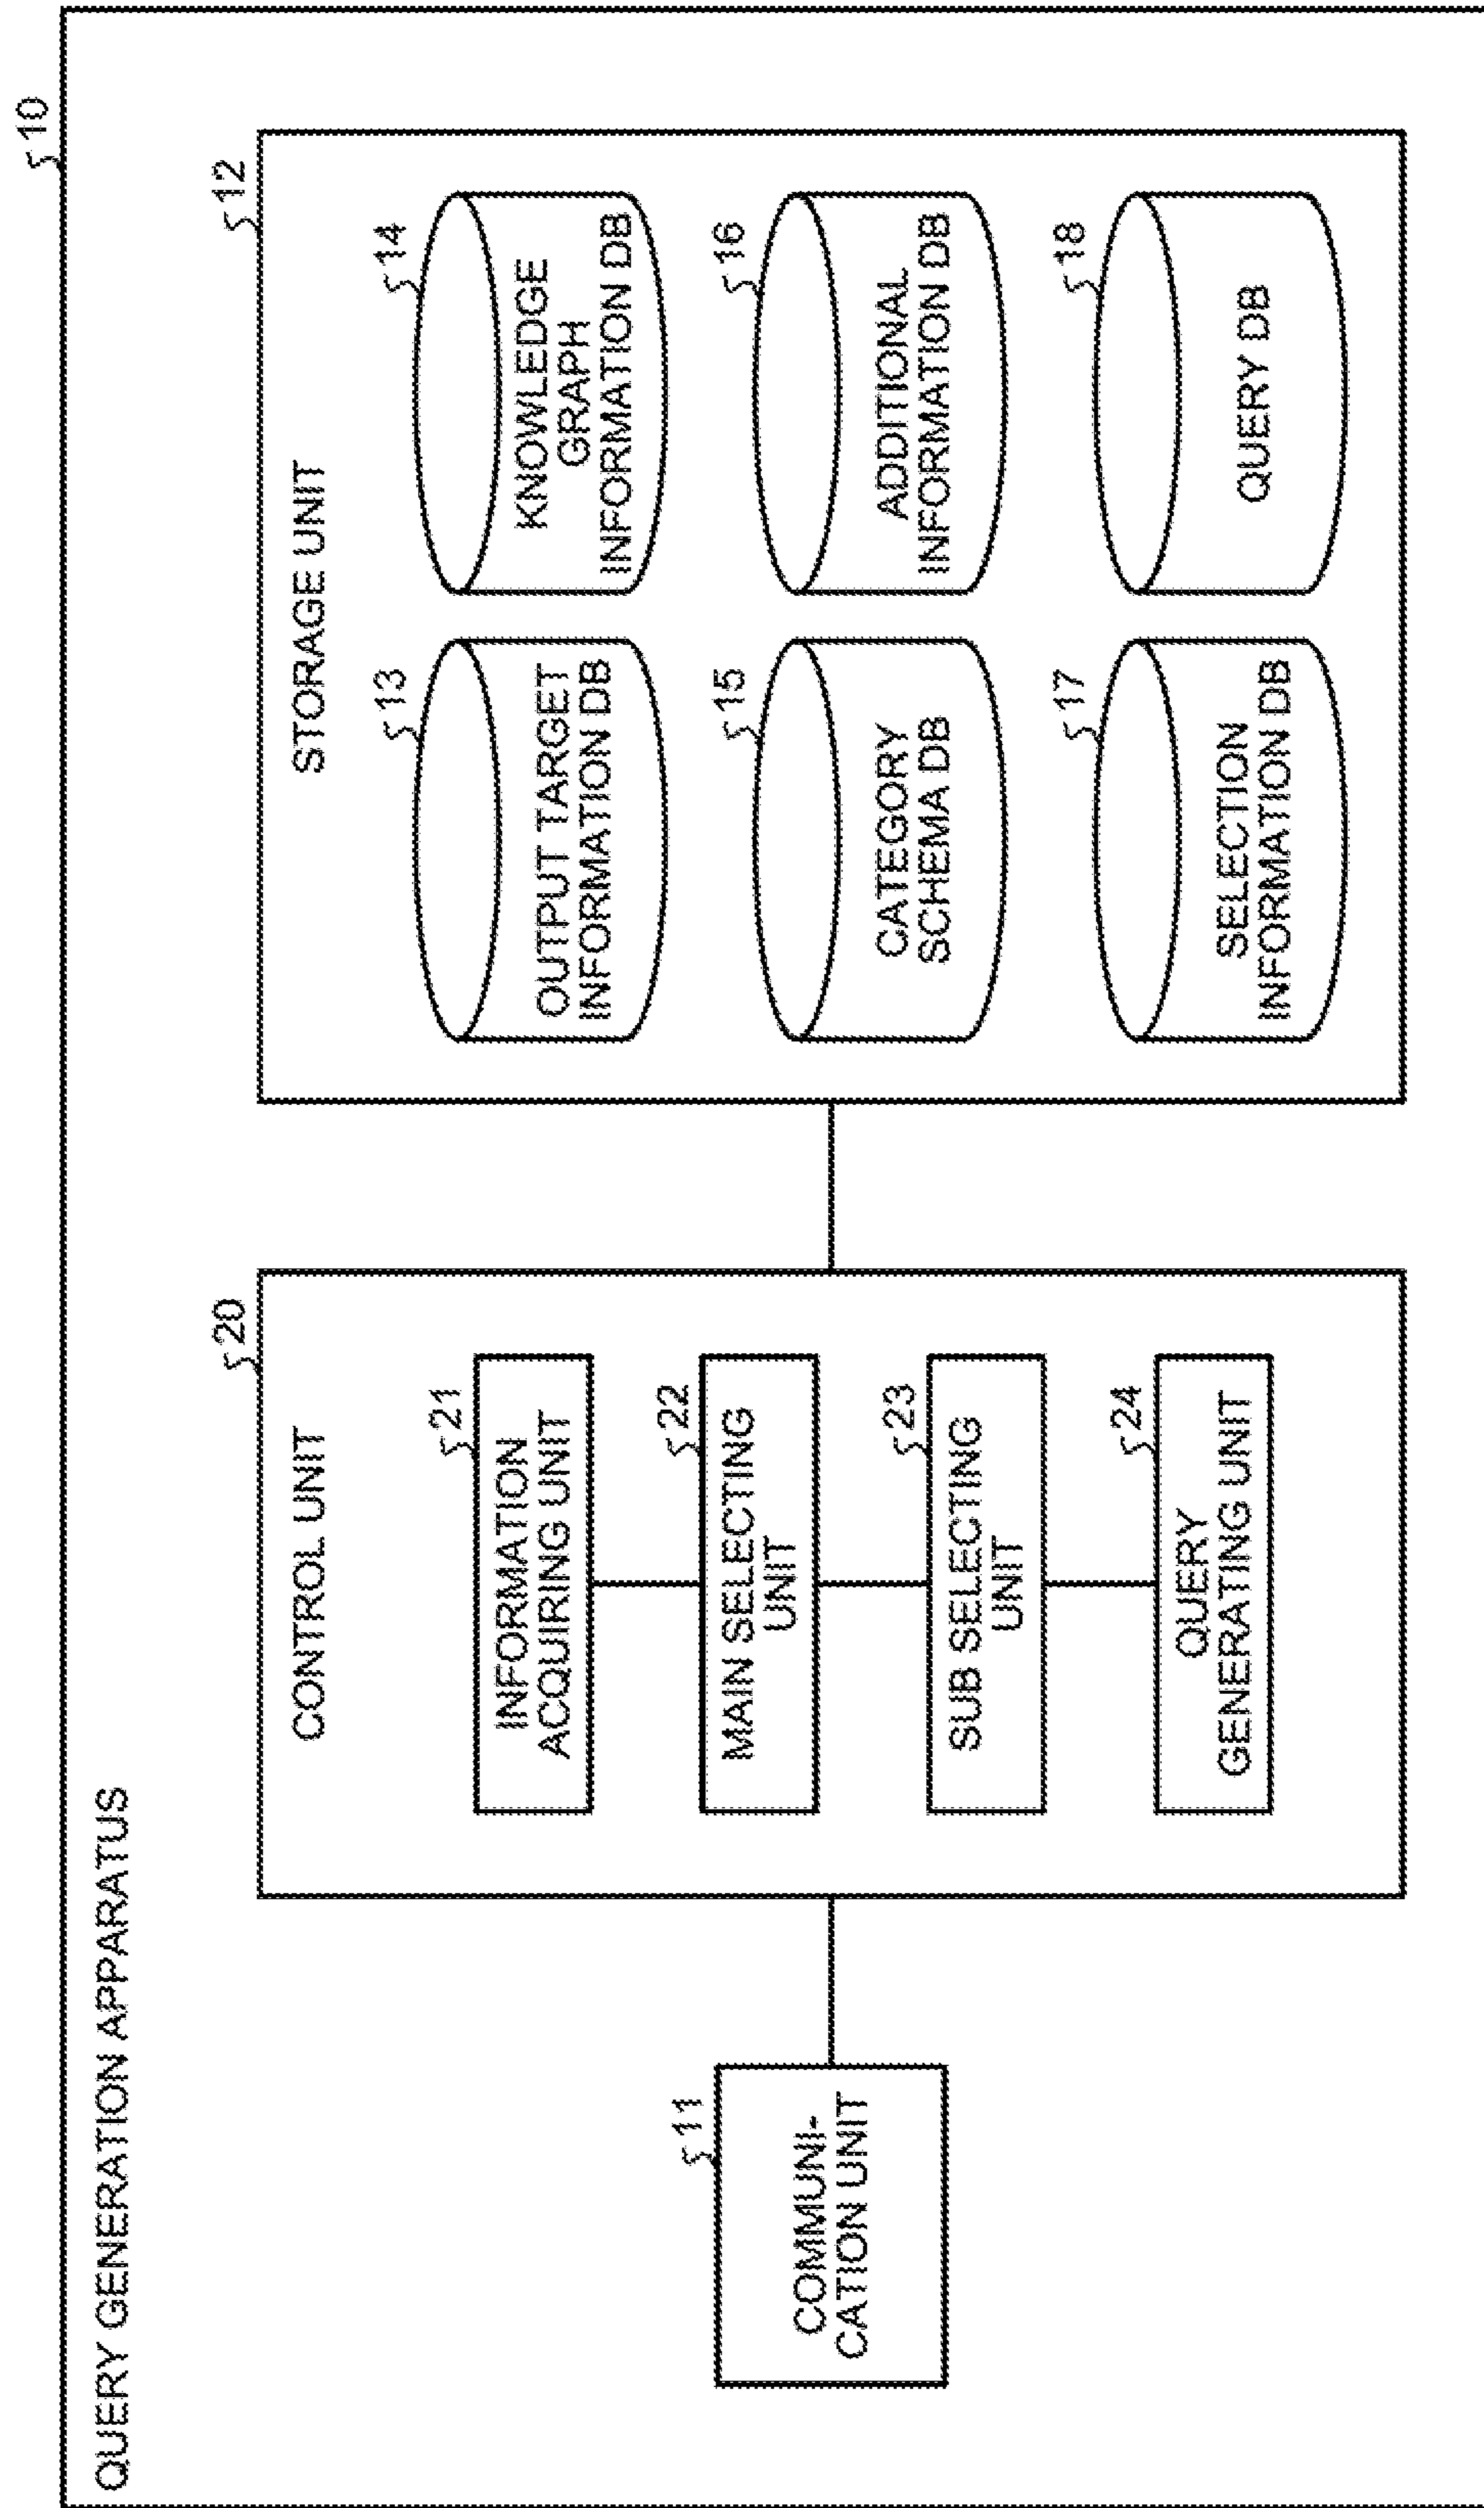 10
QUERY GENERATION APPARATUS
11
COMMUNI-
CATION UNIT
20
CONTROL UNIT
21
INFORMATION
ACQUIRING UNIT
22
MAIN SELECTING
UNIT
23
SUB SELECTING
UNIT
24
QUERY
GENERATING UNIT
12
STORAGE UNIT
13
OUTPUT TARGET
INFORMATION DB
14
KNOWLEDGE
GRAPH
INFORMATION DB
15
CATEGORY
SCHEMA DB
16
ADDITIONAL
INFORMATION DB
17
SELECTION
INFORMATION DB
18
QUERY DB